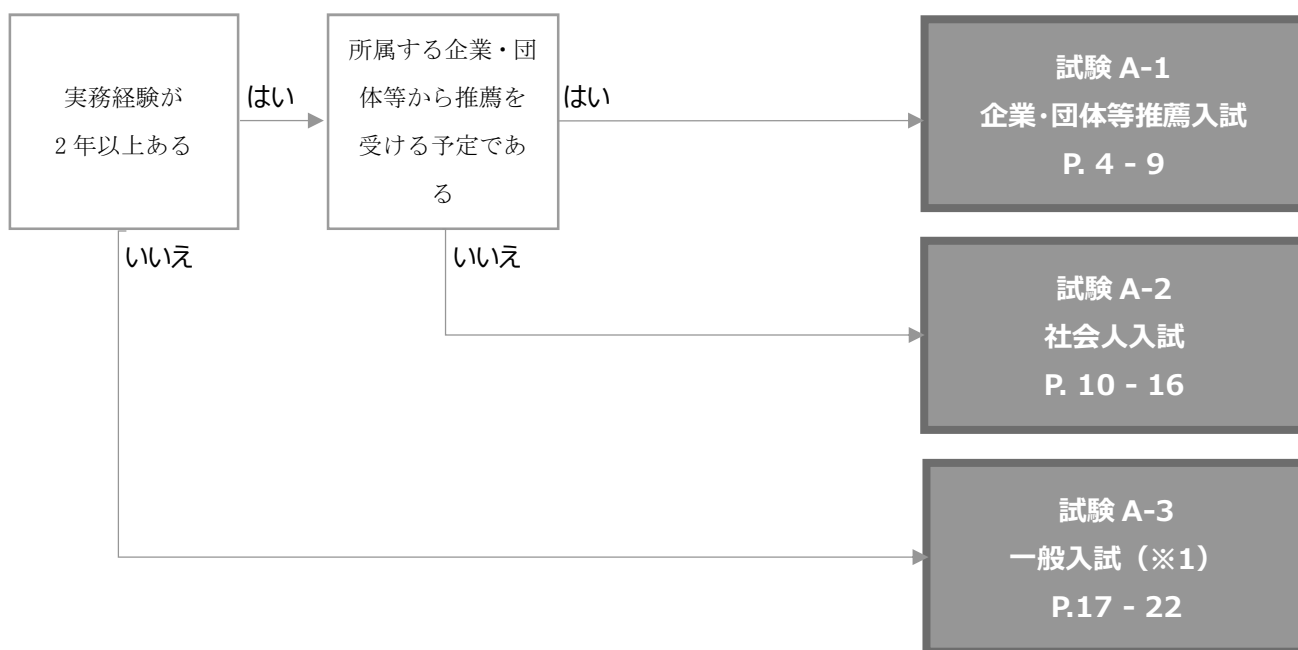 実務経験が
２年以上ある
はい
所属する企業・団
体等から推薦を
受ける予定であ
る
はい
試験 A-1
企業・団体等推薦入試
P. 4 - 9
いいえ
いいえ
試験 A-2
社会人入試
P. 10 - 16
試験 A-3
一般入試（※1）
P.17 - 22